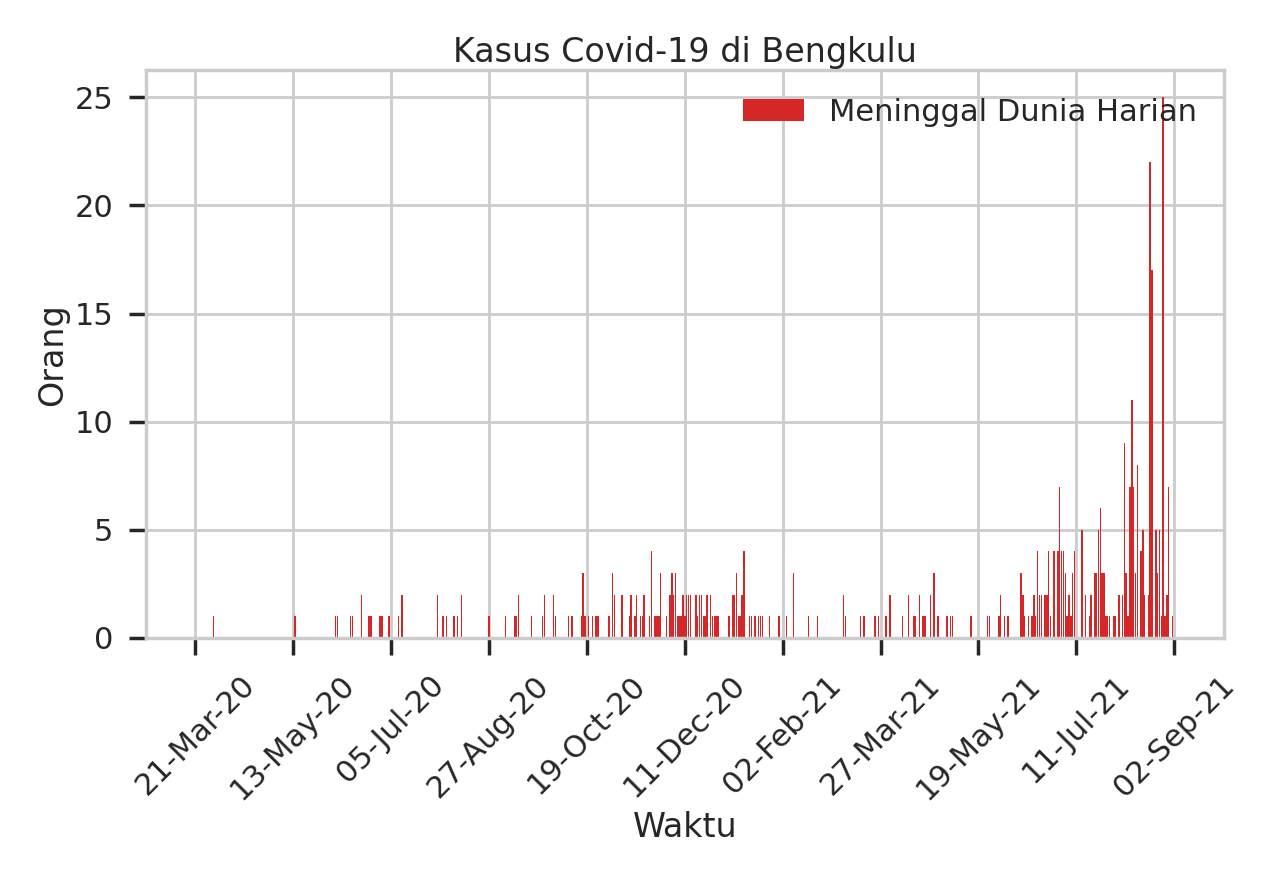 Kasus Covid-19 di Bengkulu
Meninggal Dunia Harian
Orang
25
20
15
10
5
0
21-Mar-20
13-May-20
05-Jul-20
27-Aug-20
19-Oct-20
11-Dec-20
02-Feb-21
27-Mar-21
19-May-21
11-Jul-21
02-Sep-21
Waktu